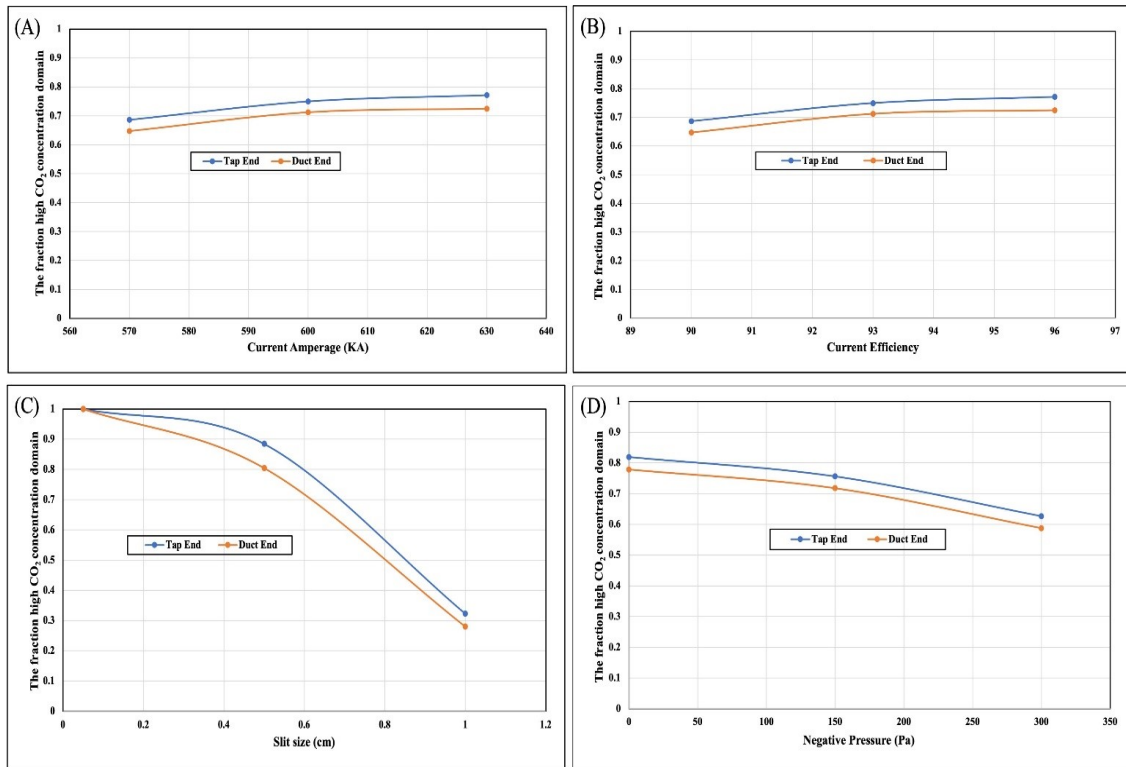 (A)
The fraction high CO₂ concentration domain
1
0.9
0.8
0.7
0.6
0.5
0.4
0.3
0.2
0.1
0
Tap End Duct End
560 570 580 590 600 610 620 630 640
Current Amperage (KA)
(B)
The fraction high CO₂ concentration domain
1
0.9
0.8
0.7
0.6
0.5
0.4
0.3
0.2
0.1
0
Tap End Duct End
89 90 91 92 93 94 95 96 97
Current Efficiency
(C)
The fraction high CO₂ concentration domain
1
0.9
0.8
0.7
0.6
0.5
0.4
0.3
0.2
0.1
0
Tap End Duct End
0 0.2 0.4 0.6 0.8 1 1.2
Slit size (cm)
(D)
The fraction high CO₂ concentration domain
1
0.9
0.8
0.7
0.6
0.5
0.4
0.3
0.2
0.1
0
Tap End Duct End
0 50 100 150 200 250 300 350
Negative Pressure (Pa)